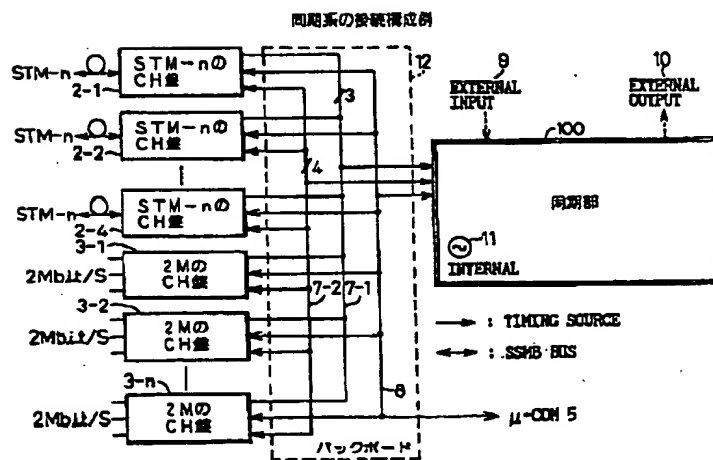 同期系の接続構成例
STM-nの
CH盤
STM-n
2-1
STM-nの
CH盤
STM-n
2-2
STM-nの
CH盤
STM-n
2-4
3-1
2Mの
CH盤
2Mbit/S
3-2
2Mの
CH盤
2Mbit/S
3-n
2Mの
CH盤
2Mbit/S
3
4
7-2
7-1
8
12
バックボード
9
EXTERNAL
INPUT
10
EXTERNAL
OUTPUT
100
同期部
11
INTERNAL
: TIMING SOURCE
: SSMB BUS
μ-COM 5